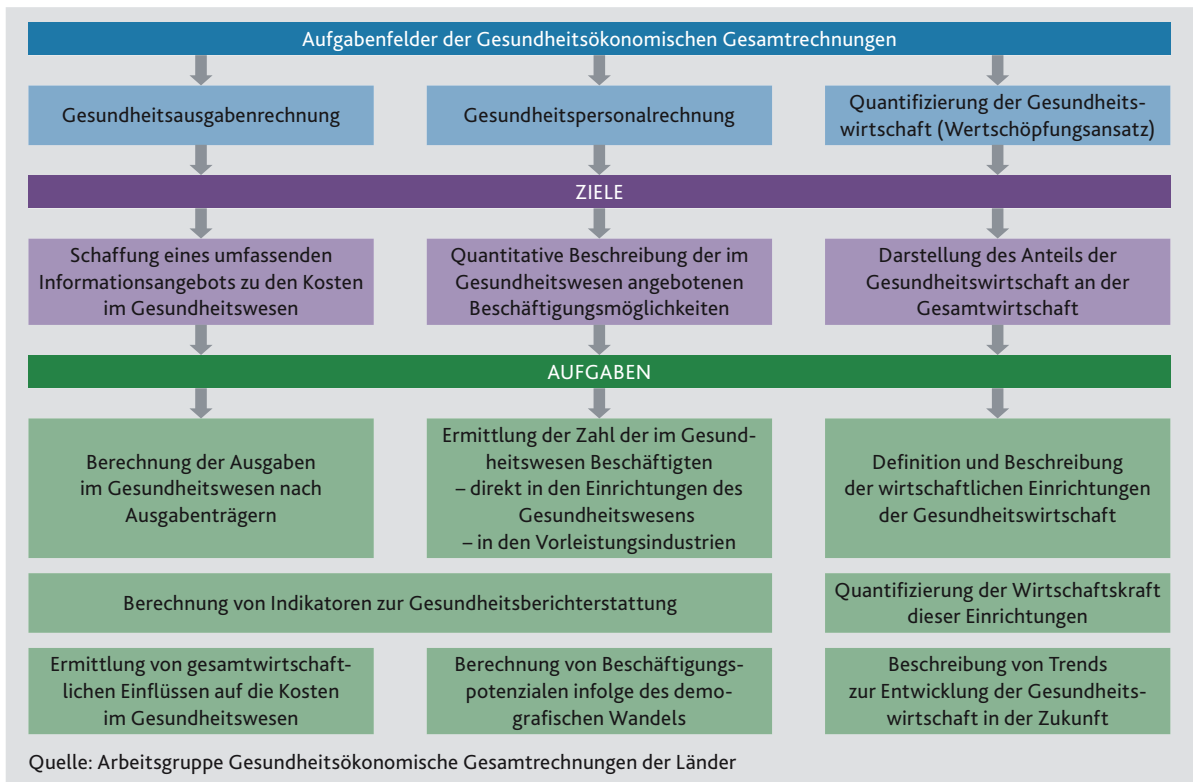 Aufgabenfelder der Gesundheitsökonomischen Gesamtrechnungen
Gesundheitsausgabenrechnung
Gesundheitspersonalrechnung
Quantifizierung der Gesundheits-
wirtschaft (Wertschöpfungsansatz)
ZIELE
Schaffung eines umfassenden
Informationsangebots zu den Kosten
im Gesundheitswesen
Quantitative Beschreibung der im
Gesundheitswesen angebotenen
Beschäftigungsmöglichkeiten
Darstellung des Anteils der
Gesundheitswirtschaft an der
Gesamtwirtschaft
AUFGABEN
Berechnung der Ausgaben
im Gesundheitswesen nach
Ausgabenträgern
Ermittlung der Zahl der im Gesund-
heitswesen Beschäftigten
– direkt in den Einrichtungen des
Gesundheitswesens
– in den Vorleistungsindustrien
Definition und Beschreibung
der wirtschaftlichen Einrichtungen
der Gesundheitswirtschaft
Berechnung von Indikatoren zur Gesundheitsberichterstattung
Quantifizierung der Wirtschaftskraft
dieser Einrichtungen
Ermittlung von gesamtwirtschaft-
lichen Einflüssen auf die Kosten
im Gesundheitswesen
Berechnung von Beschäftigungs-
potenzialen infolge des demo-
grafischen Wandels
Beschreibung von Trends
zur Entwicklung der Gesundheits-
wirtschaft in der Zukunft
Quelle: Arbeitsgruppe Gesundheitsökonomische Gesamtrechnungen der Länder